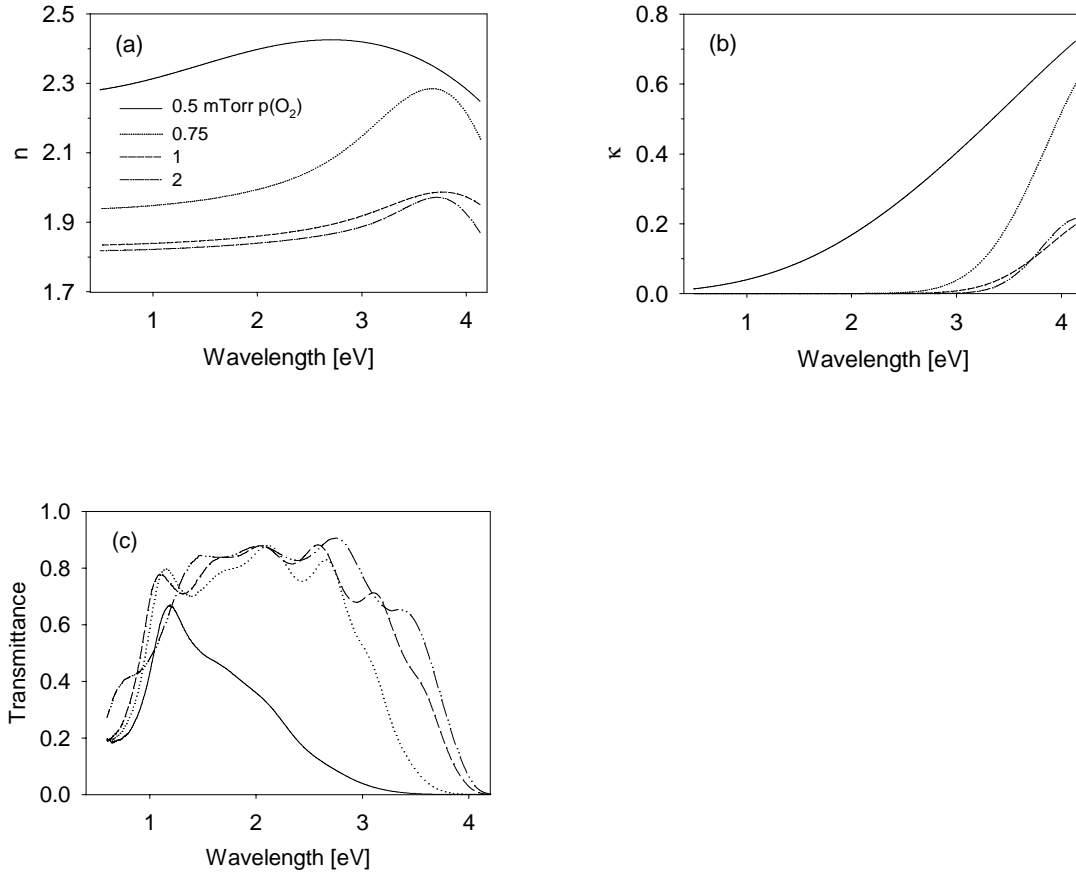 (a)
2.5
2.3
2.1
1.9
1.7
n
0.5 mTorr p(O₂)
0.75
1
2
1 2 3 4
Wavelength [eV]
(b)
0.8
0.6
0.4
0.2
0.0
κ
1 2 3 4
Wavelength [eV]
(c)
1.0
0.8
0.6
0.4
0.2
0.0
Transmittance
1 2 3 4
Wavelength [eV]